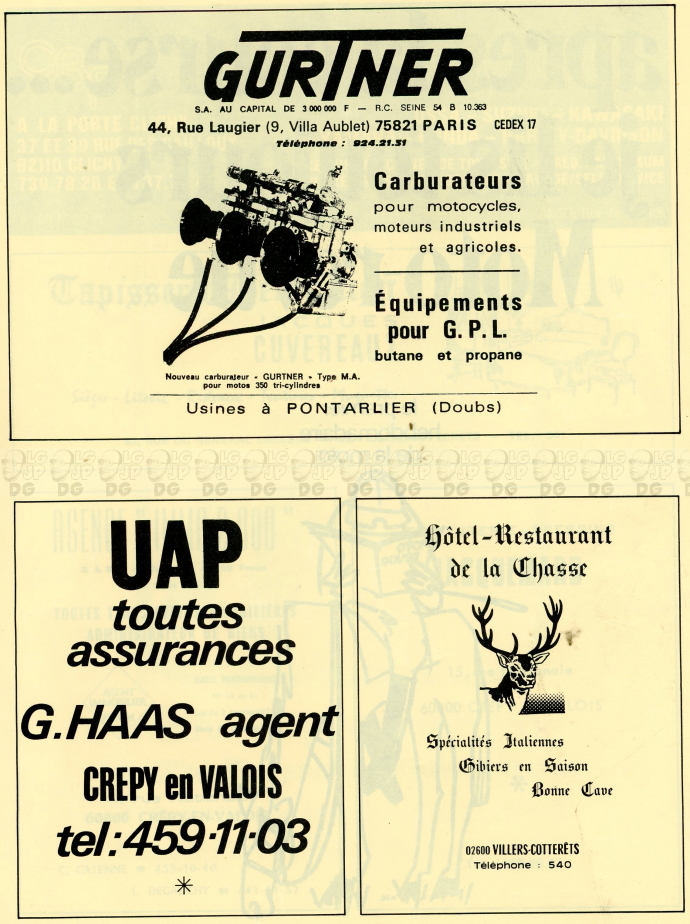 GURTNER
S.A. AU CAPITAL DE 3 000 000 F — R.C. SEINE 54 B 10.363
44, Rue Laugier (9, Villa Aublet) 75821 PARIS CEDEX 17
Téléphone : 924.21.51
Carburateurs
pour motocycles,
moteurs industriels
et agricoles.
Équipements
pour G.P.L.
butane et propane
Nouveau carburateur « GURTNER » Type M.A.
pour motos 350 tri-cylindres
Usines à PONTARLIER (Doubs)
UAP
toutes
assurances
G.HAAS agent
CREPY en VALOIS
tel:459·11·03
Hôtel-Restaurant
de la Chasse
Spécialités Italiennes
Gibiers en Saison
Bonne Cave
02600 VILLERS-COTTERÊTS
Téléphone : 540